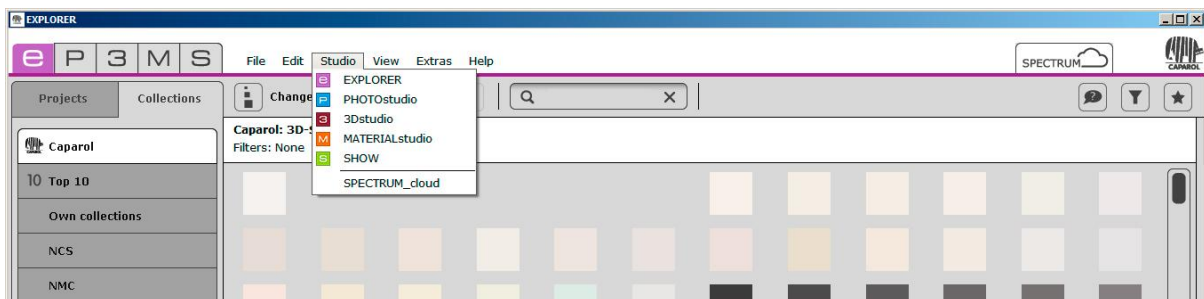 EXPLORER
e P 3 M S
File Edit Studio View Extras Help
SPECTRUM
CAPAROL
EXPLORER
PHOTOstudio
3Dstudio
MATERIALstudio
SHOW
SPECTRUM_cloud
Projects Collections
Change
Caparol: 3D-
Filters: None
Caparol
10 Top 10
Own collections
NCS
NMC